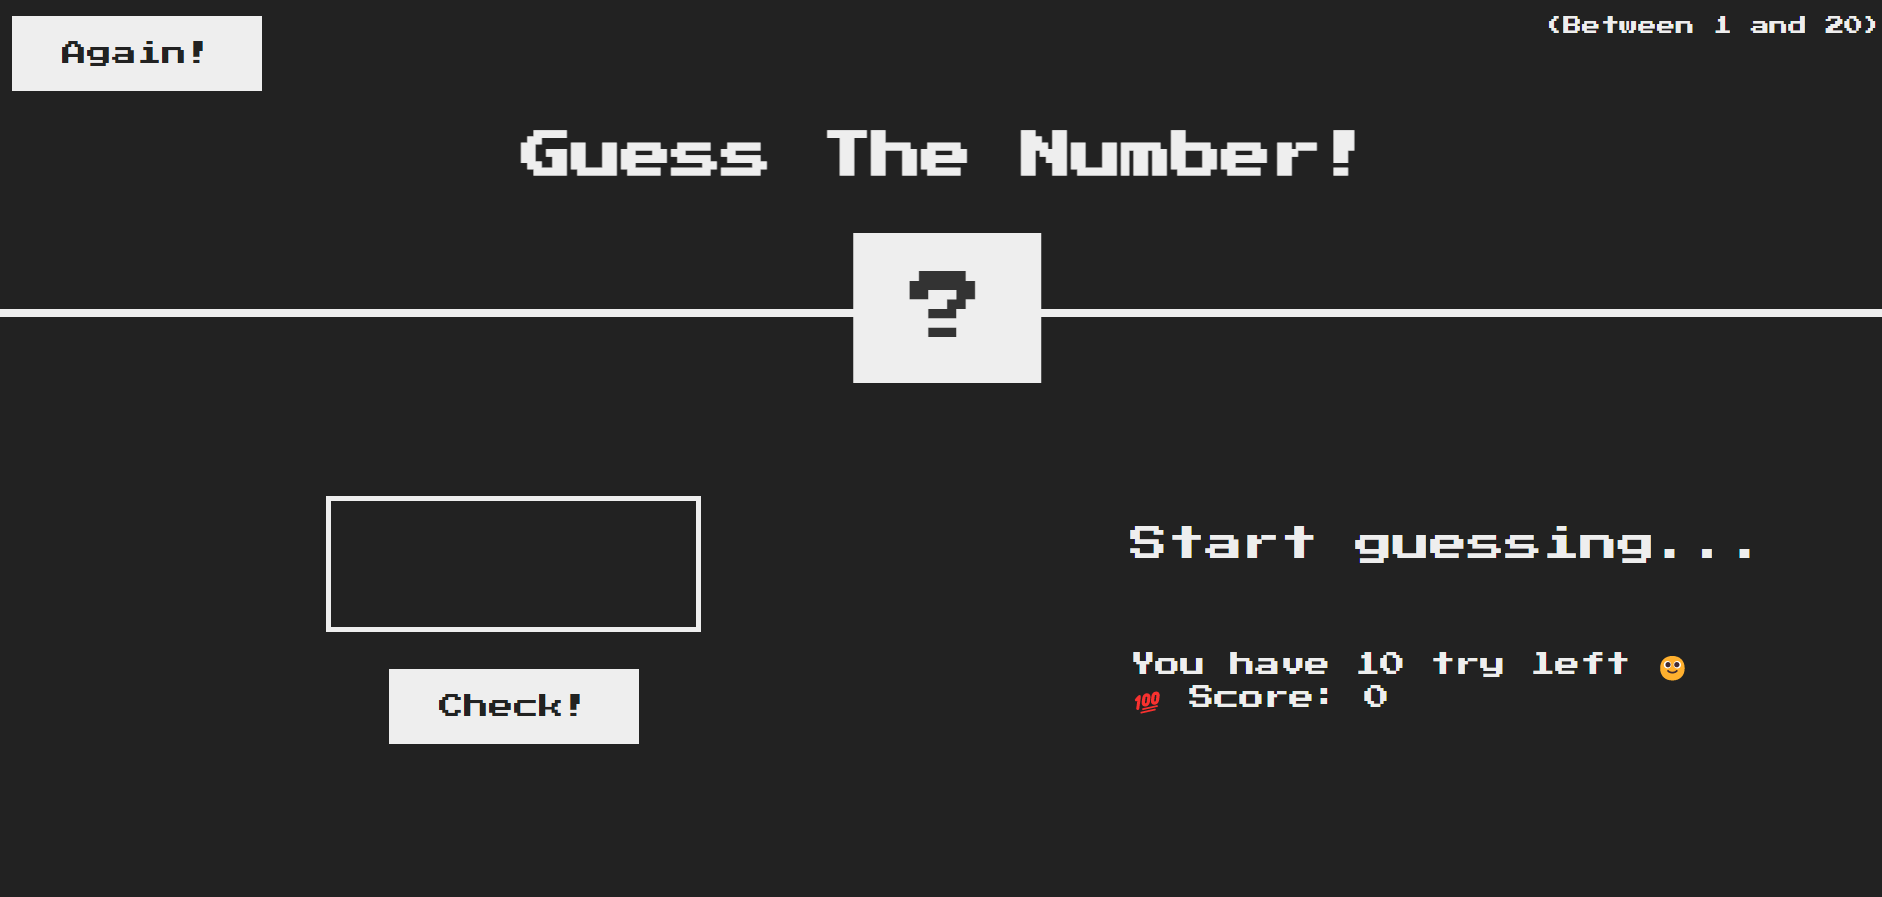 Again!
(Between 1 and 20)
Guess The Number!
?
Start guessing...
Check!
You have 10 try left 🙂
💯 Score: 0